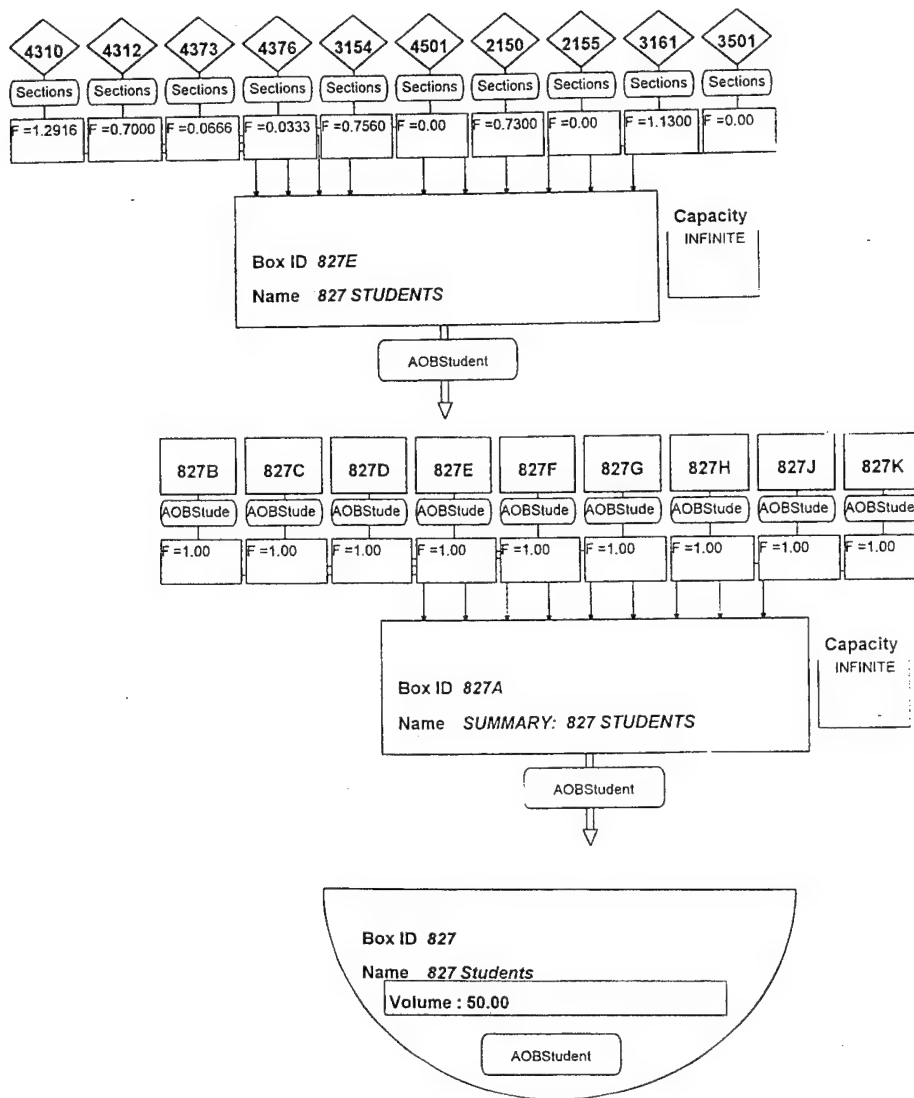 4310 4312 4373 4376 3154 4501 2150 2155 3161 3501
Sections Sections Sections Sections Sections Sections Sections Sections Sections Sections
F =1.2916 F =0.7000 F =0.0666 F =0.0333 F =0.7560 F =0.00 F =0.7300 F =0.00 F =1.1300 F =0.00
Capacity
INFINITE
Box ID 827E
Name 827 STUDENTS
AOBStudent
827B 827C 827D 827E 827F 827G 827H 827J 827K
AOBStude AOBStude AOBStude AOBStude AOBStude AOBStude AOBStude AOBStude AOBStude
F =1.00 F =1.00 F =1.00 F =1.00 F =1.00 F =1.00 F =1.00 F =1.00 F =1.00
Capacity
INFINITE
Box ID 827A
Name SUMMARY: 827 STUDENTS
AOBStudent
Box ID 827
Name 827 Students
Volume : 50.00
AOBStudent